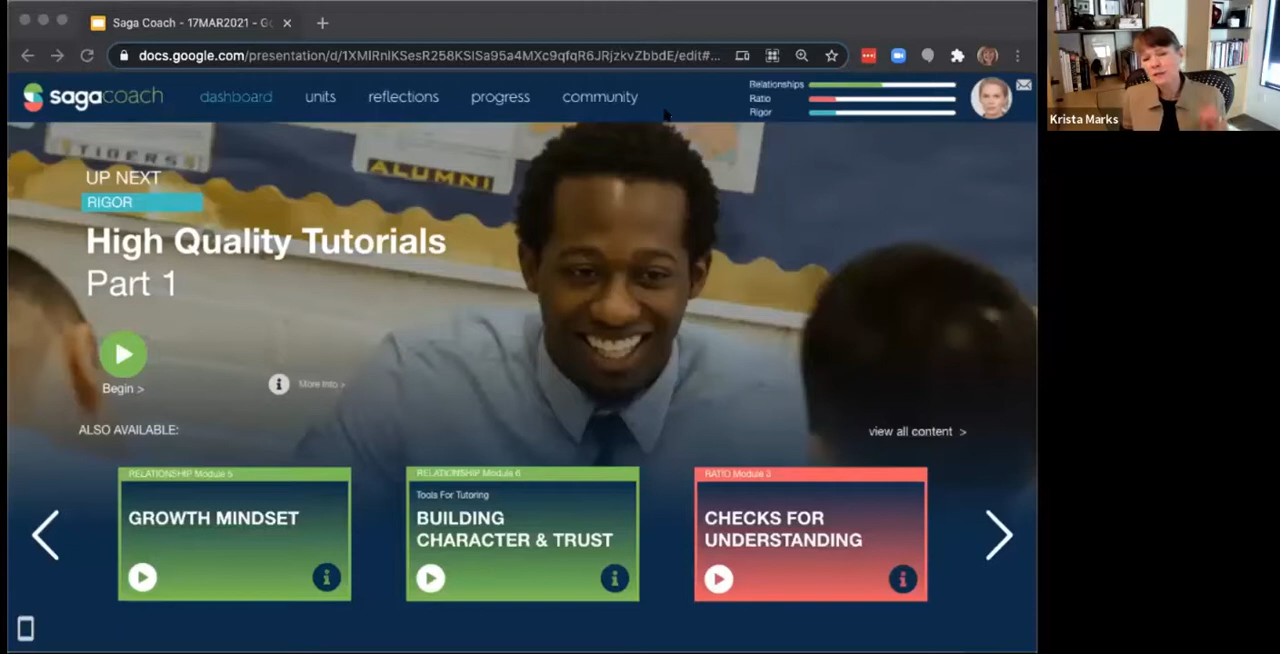 Saga Coach - 17MAR2021 - Go
docs.google.com/presentation/d/1XMIRnlKSesR258KSlSa95a4MXc9qfqR6JRjzkvZbbdE/edit#...
sagacoach
dashboard
units
reflections
progress
community
Relationships
Ratio
Rigor
Krista Marks
TIGERS
ALUMNI
UP NEXT
RIGOR
High Quality Tutorials
Part 1
Begin >
More Info >
ALSO AVAILABLE:
view all content >
RELATIONSHIP Module 5
GROWTH MINDSET
RELATIONSHIP Module 6
Tools For Tutoring
BUILDING
CHARACTER & TRUST
RATIO Module 3
CHECKS FOR
UNDERSTANDING